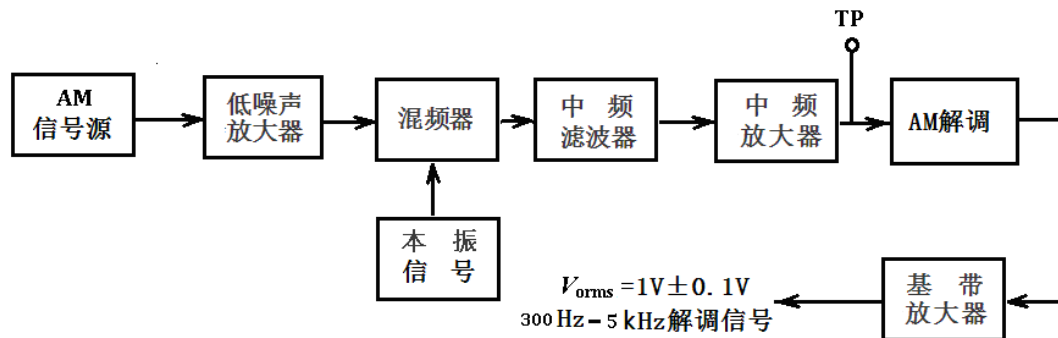 TP
AM
信号源
低噪声
放大器
混频器
中 频
滤波器
中 频
放大器
AM解调
本 振
信 号
Vorms =1V±0.1V
300 Hz-5 kHz解调信号
基 带
放大器